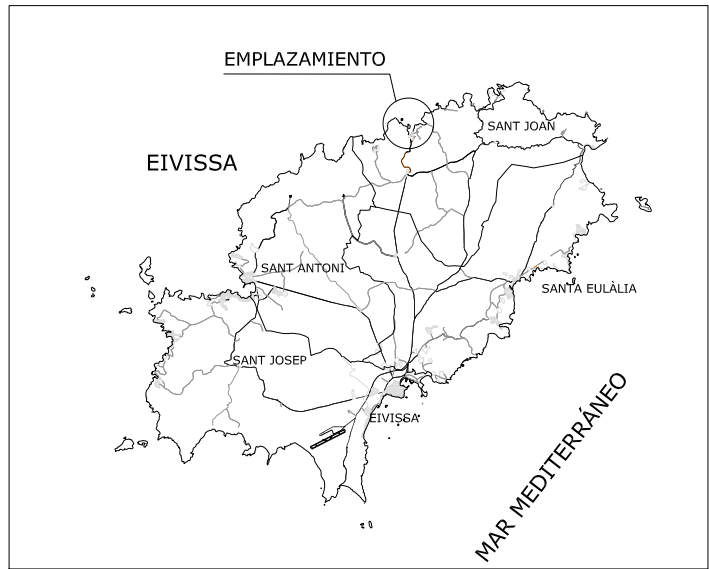 EMPLAZAMIENTO
SANT JOAN
EIVISSA
SANT ANTONI
SANTA EULÀLIA
SANT JOSEP
EIVISSA
MAR MEDITERRÁNEO